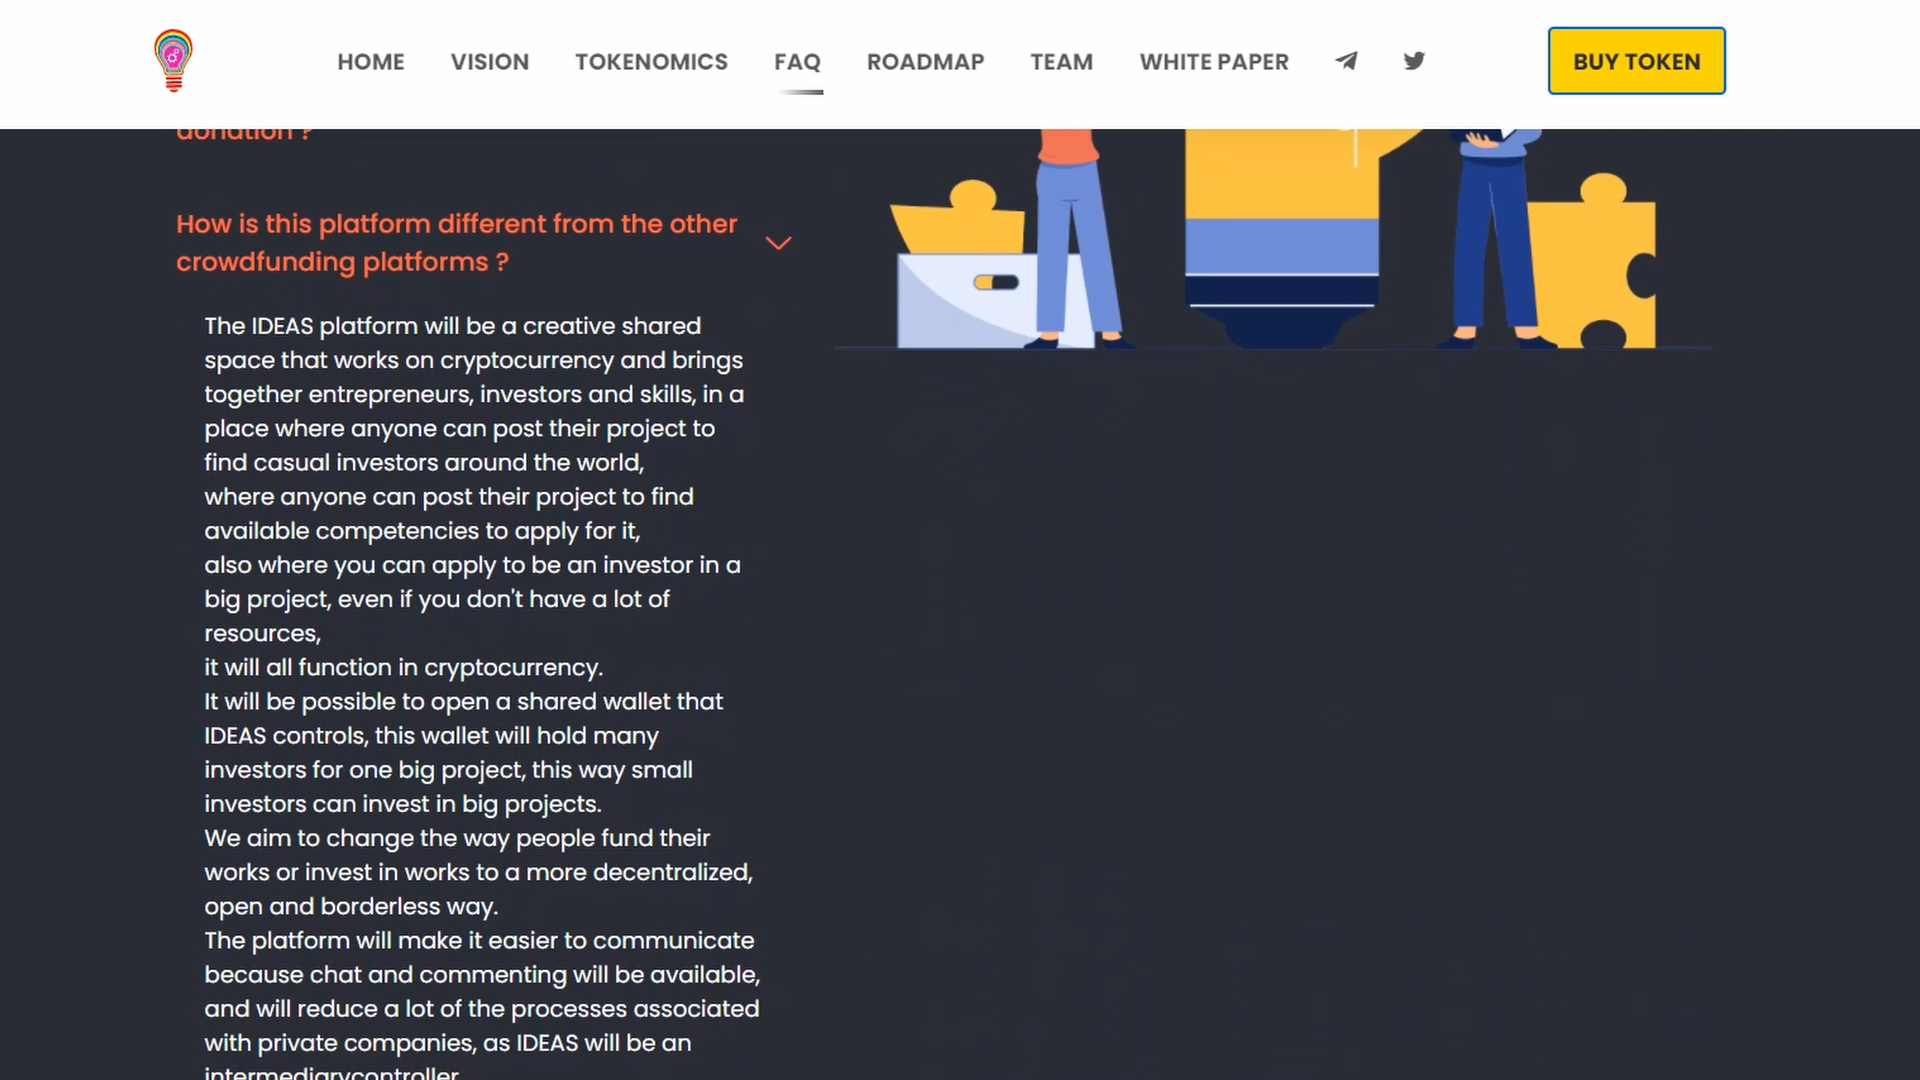 HOME VISION TOKENOMICS FAQ ROADMAP TEAM WHITE PAPER BUY TOKEN
donation ?
How is this platform different from the other
crowdfunding platforms ?
The IDEAS platform will be a creative shared
space that works on cryptocurrency and brings
together entrepreneurs, investors and skills, in a
place where anyone can post their project to
find casual investors around the world,
where anyone can post their project to find
available competencies to apply for it,
also where you can apply to be an investor in a
big project, even if you don't have a lot of
resources,
it will all function in cryptocurrency.
It will be possible to open a shared wallet that
IDEAS controls, this wallet will hold many
investors for one big project, this way small
investors can invest in big projects.
We aim to change the way people fund their
works or invest in works to a more decentralized,
open and borderless way.
The platform will make it easier to communicate
because chat and commenting will be available,
and will reduce a lot of the processes associated
with private companies, as IDEAS will be an
intermediarycontroller